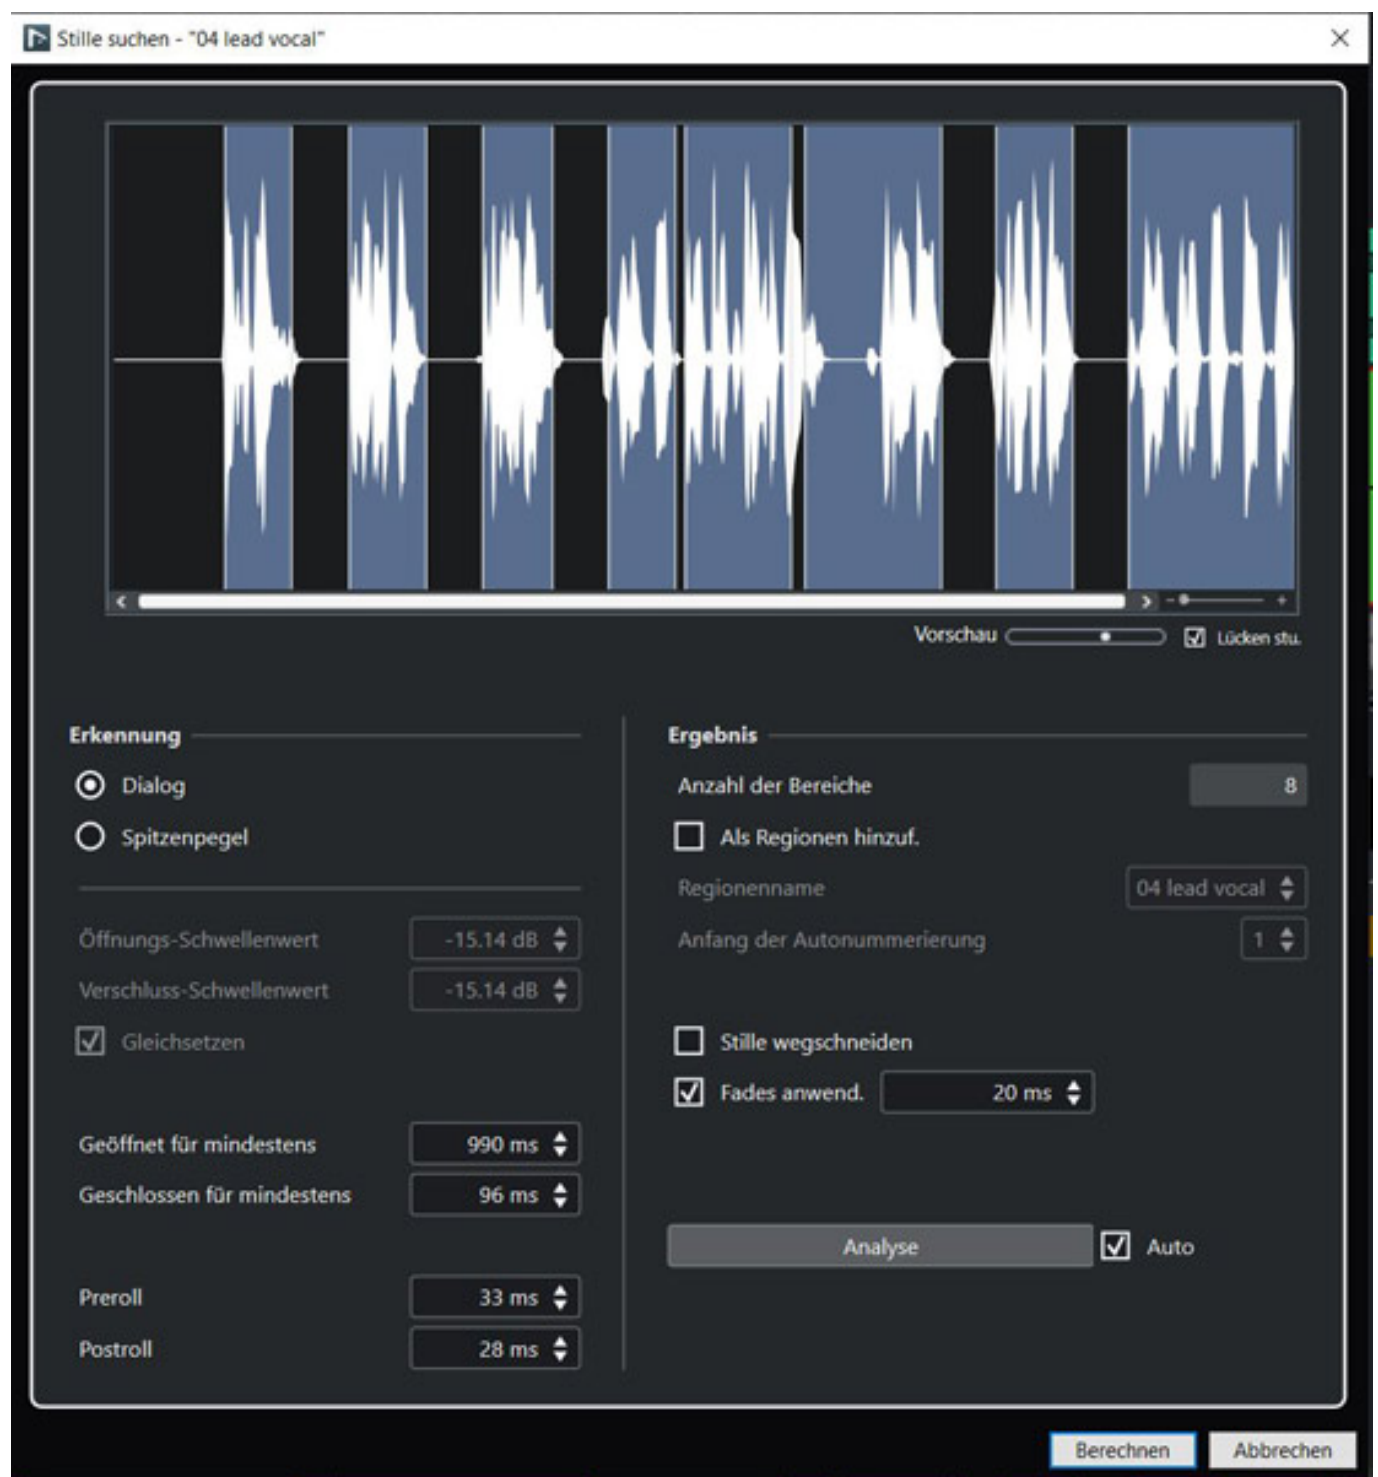 Stille suchen - "04 lead vocal"
Vorschau Lücken stu.
Erkennung
Dialog
Spitzenpegel
Öffnungs-Schwellenwert -15.14 dB
Verschluss-Schwellenwert -15.14 dB
Gleichsetzen
Geöffnet für mindestens 990 ms
Geschlossen für mindestens 96 ms
Preroll 33 ms
Postroll 28 ms
Ergebnis
Anzahl der Bereiche 8
Als Regionen hinzuf.
Regionenname 04 lead vocal
Anfang der Autonummerierung 1
Stille wegschneiden
Fades anwend. 20 ms
Analyse Auto
Berechnen Abbrechen